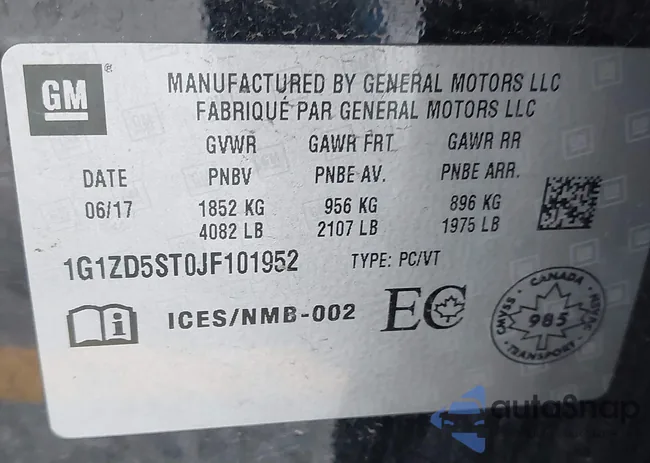 GM
MANUFACTURED BY GENERAL MOTORS LLC
FABRIQUÉ PAR GENERAL MOTORS LLC
GVWR GAWR FRT GAWR RR
DATE PNBV PNBE AV. PNBE ARR.
06/17 1852 KG 956 KG 896 KG
4082 LB 2107 LB 1975 LB
1G1ZD5ST0JF101952 TYPE: PC/VT
ICES/NMB-002 EC
CANADA
985
TRANSPORT
autoSnap